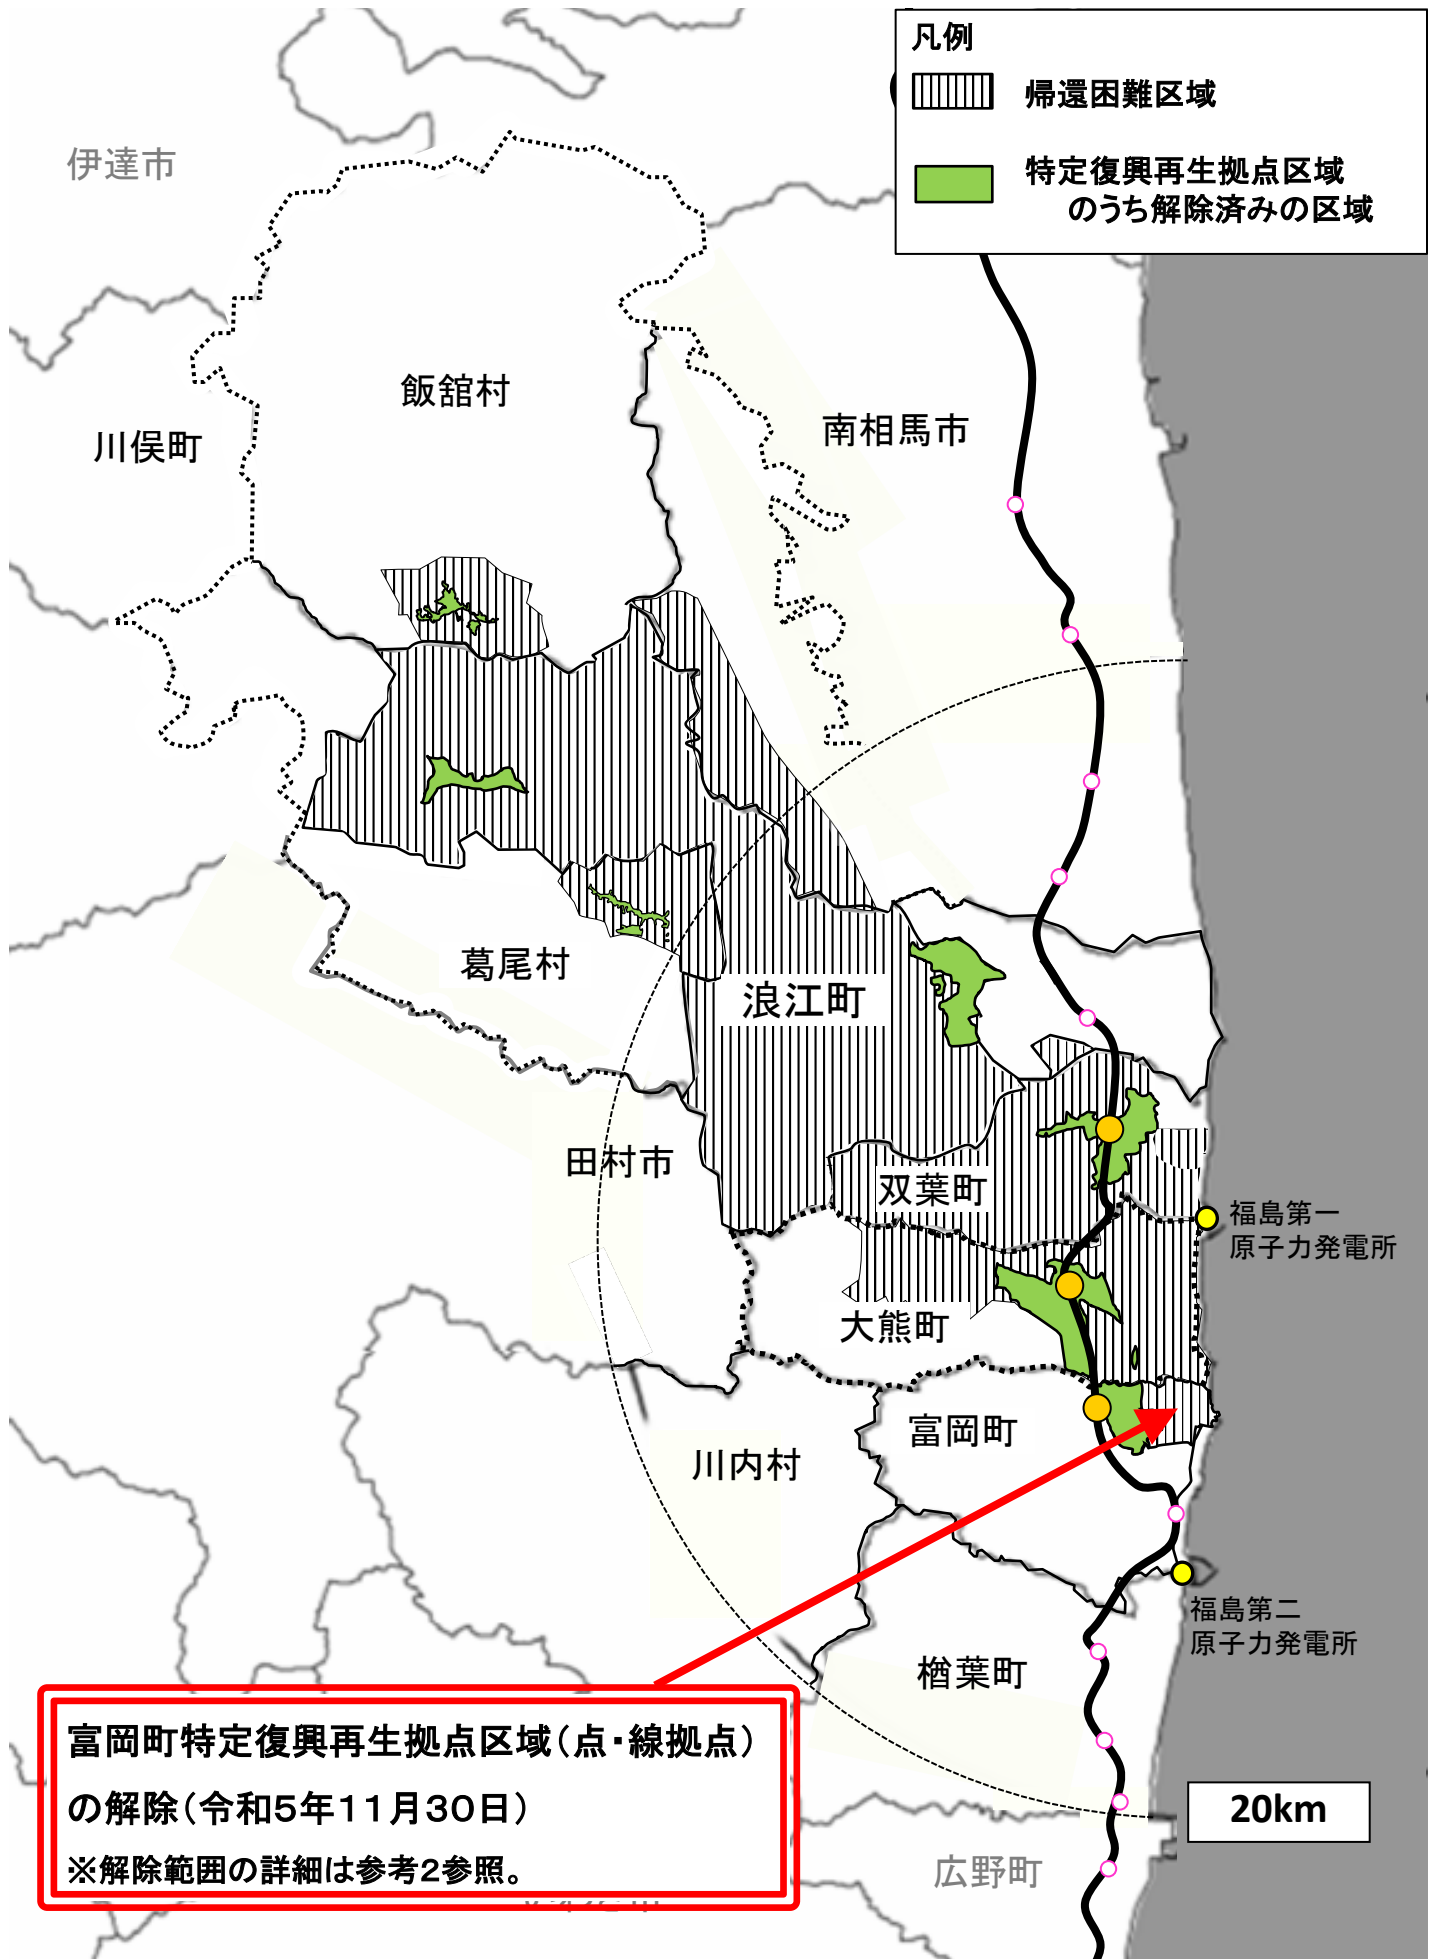 凡例
帰還困難区域
特定復興再生拠点区域
のうち解除済みの区域
伊達市
飯舘村
川俣町
南相馬市
葛尾村
浪江町
田村市
双葉町
福島第一
原子力発電所
大熊町
富岡町
川内村
福島第二
原子力発電所
楢葉町
富岡町特定復興再生拠点区域(点・線拠点)
の解除(令和5年11月30日)
※解除範囲の詳細は参考2参照。
20km
広野町